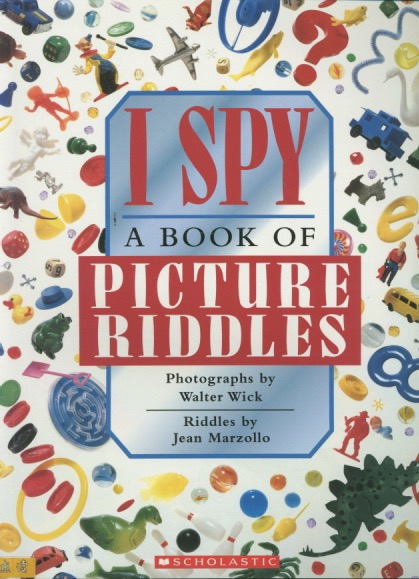 I SPY
A BOOK OF
PICTURE
RIDDLES
Photographs by
Walter Wick
Riddles by
Jean Marzollo
SCHOLASTIC